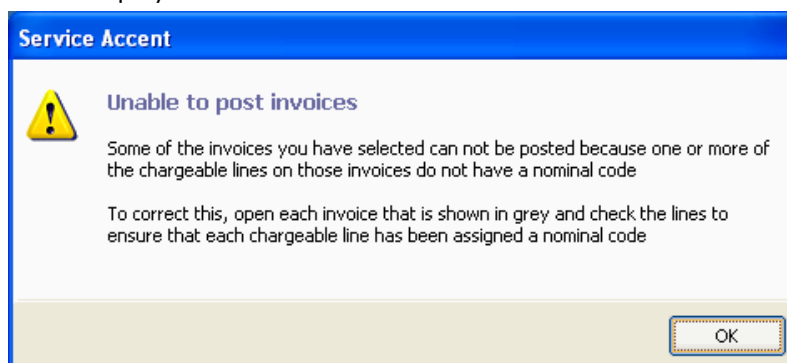 Service Accent
Unable to post invoices
Some of the invoices you have selected can not be posted because one or more of
the chargeable lines on those invoices do not have a nominal code
To correct this, open each invoice that is shown in grey and check the lines to
ensure that each chargeable line has been assigned a nominal code
OK